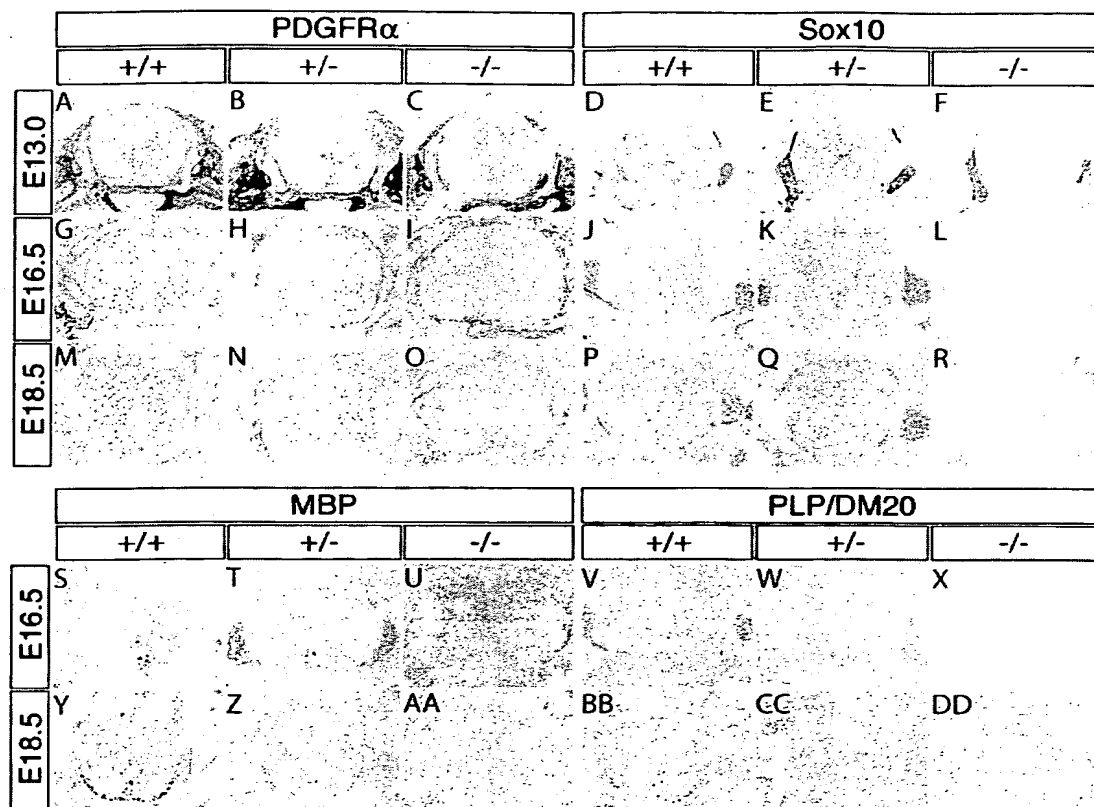 PDGFRα Sox10
+/+ +/- -/- +/+ +/- -/-
E13.0 A B C D E F
E16.5 G H I J K L
E18.5 M N O P Q R
MBP PLP/DM20
+/+ +/- -/- +/+ +/- -/-
E16.5 S T U V W X
E18.5 Y Z AA BB CC DD